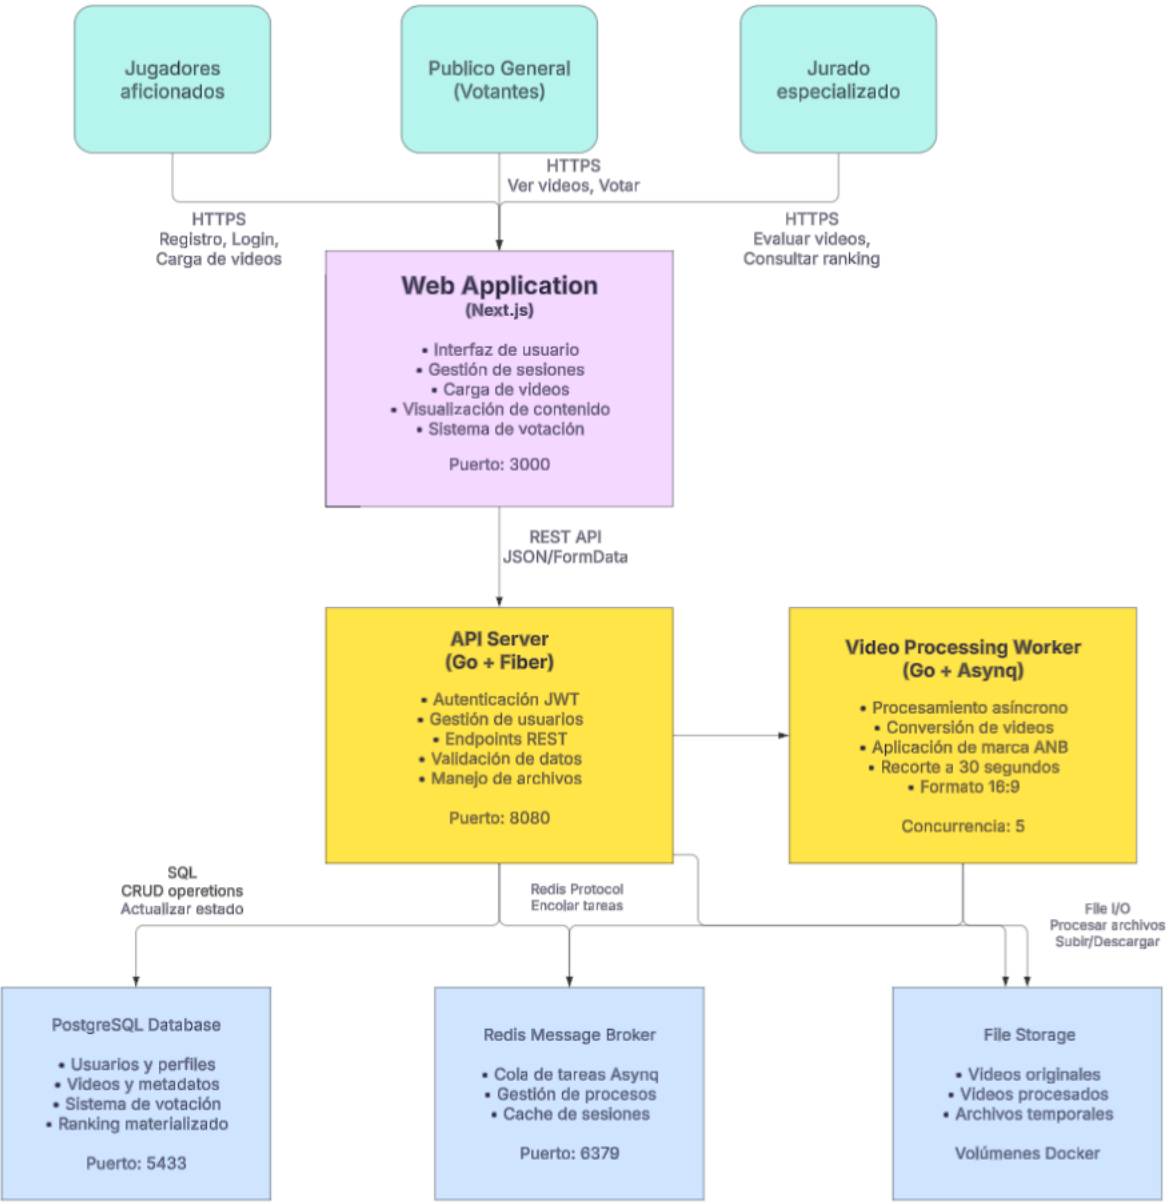 Jugadores
aficionados
Publico General
(Votantes)
Jurado
especializado
HTTPS
Ver videos, Votar
HTTPS
Registro, Login,
Carga de videos
HTTPS
Evaluar videos,
Consultar ranking
Web Application
(Next.js)
▪ Interfaz de usuario
▪ Gestión de sesiones
▪ Carga de videos
▪ Visualización de contenido
▪ Sistema de votación
Puerto: 3000
REST API
JSON/FormData
API Server
(Go + Fiber)
▪ Autenticación JWT
▪ Gestión de usuarios
▪ Endpoints REST
▪ Validación de datos
▪ Manejo de archivos
Puerto: 8080
Video Processing Worker
(Go + Asynq)
▪ Procesamiento asíncrono
▪ Conversión de videos
▪ Aplicación de marca ANB
▪ Recorte a 30 segundos
▪ Formato 16:9
Concurrencia: 5
SQL
CRUD operetions
Actualizar estado
Redis Protocol
Encolar tareas
File I/O
Procesar archivos
Subir/Descargar
PostgreSQL Database
▪ Usuarios y perfiles
▪ Videos y metadatos
▪ Sistema de votación
▪ Ranking materializado
Puerto: 5433
Redis Message Broker
▪ Cola de tareas Asynq
▪ Gestión de procesos
▪ Cache de sesiones
Puerto: 6379
File Storage
▪ Videos originales
▪ Videos procesados
▪ Archivos temporales
Volúmenes Docker